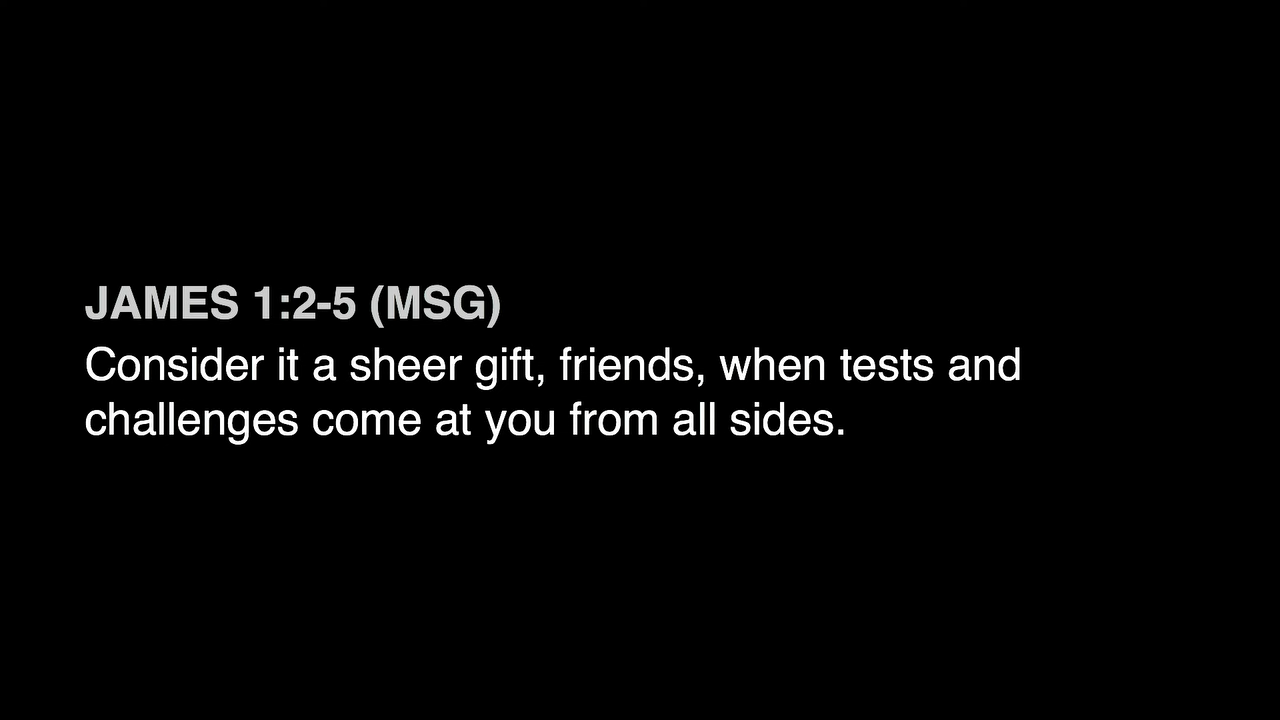 JAMES 1:2-5 (MSG)
Consider it a sheer gift, friends, when tests and
challenges come at you from all sides.